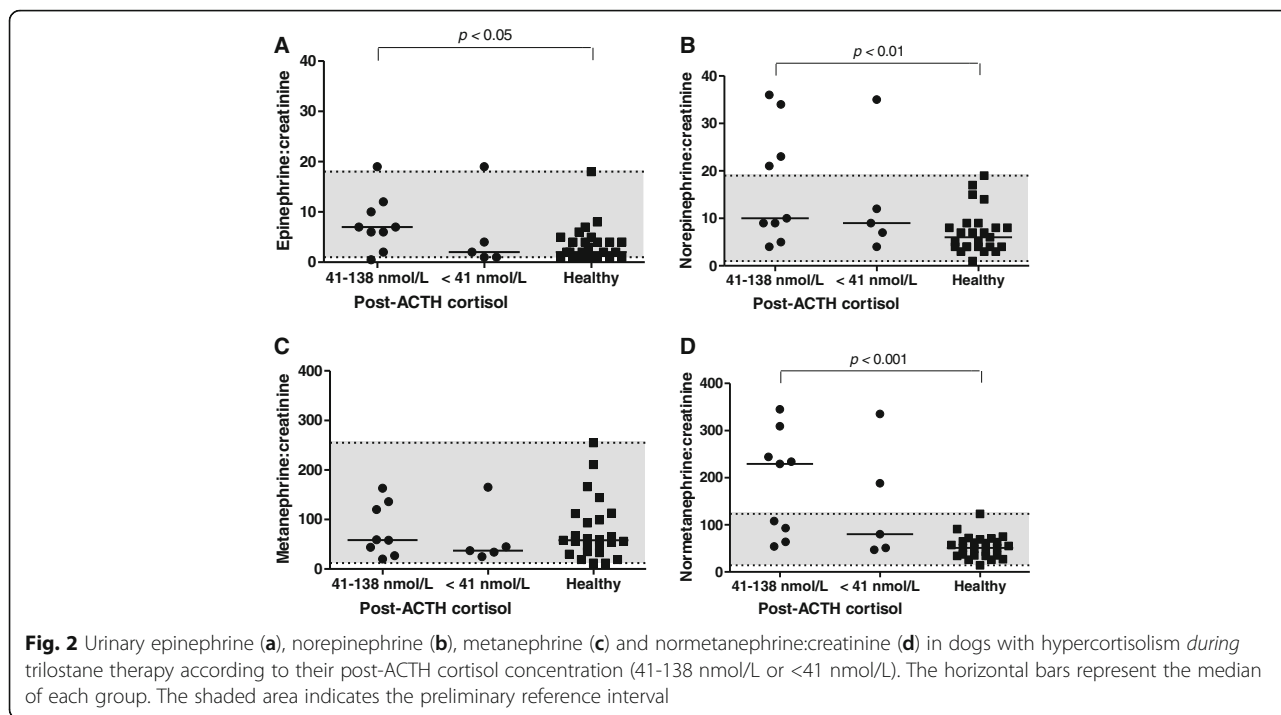 A
p < 0.05
40
30
20
10
0
Epinephrine:creatinine
41-138 nmol/L
< 41 nmol/L
Healthy
Post-ACTH cortisol
B
p < 0.01
40
30
20
10
0
Norepinephrine:creatinine
41-138 nmol/L
< 41 nmol/L
Healthy
Post-ACTH cortisol
C
400
300
200
100
0
Metanephrine:creatinine
41-138 nmol/L
< 41 nmol/L
Healthy
Post-ACTH cortisol
D
p < 0.001
400
300
200
100
0
Normetanephrine:creatinine
41-138 nmol/L
< 41 nmol/L
Healthy
Post-ACTH cortisol
Fig. 2 Urinary epinephrine (a), norepinephrine (b), metanephrine (c) and normetanephrine:creatinine (d) in dogs with hypercortisolism during
trilostane therapy according to their post-ACTH cortisol concentration (41-138 nmol/L or <41 nmol/L). The horizontal bars represent the median
of each group. The shaded area indicates the preliminary reference interval